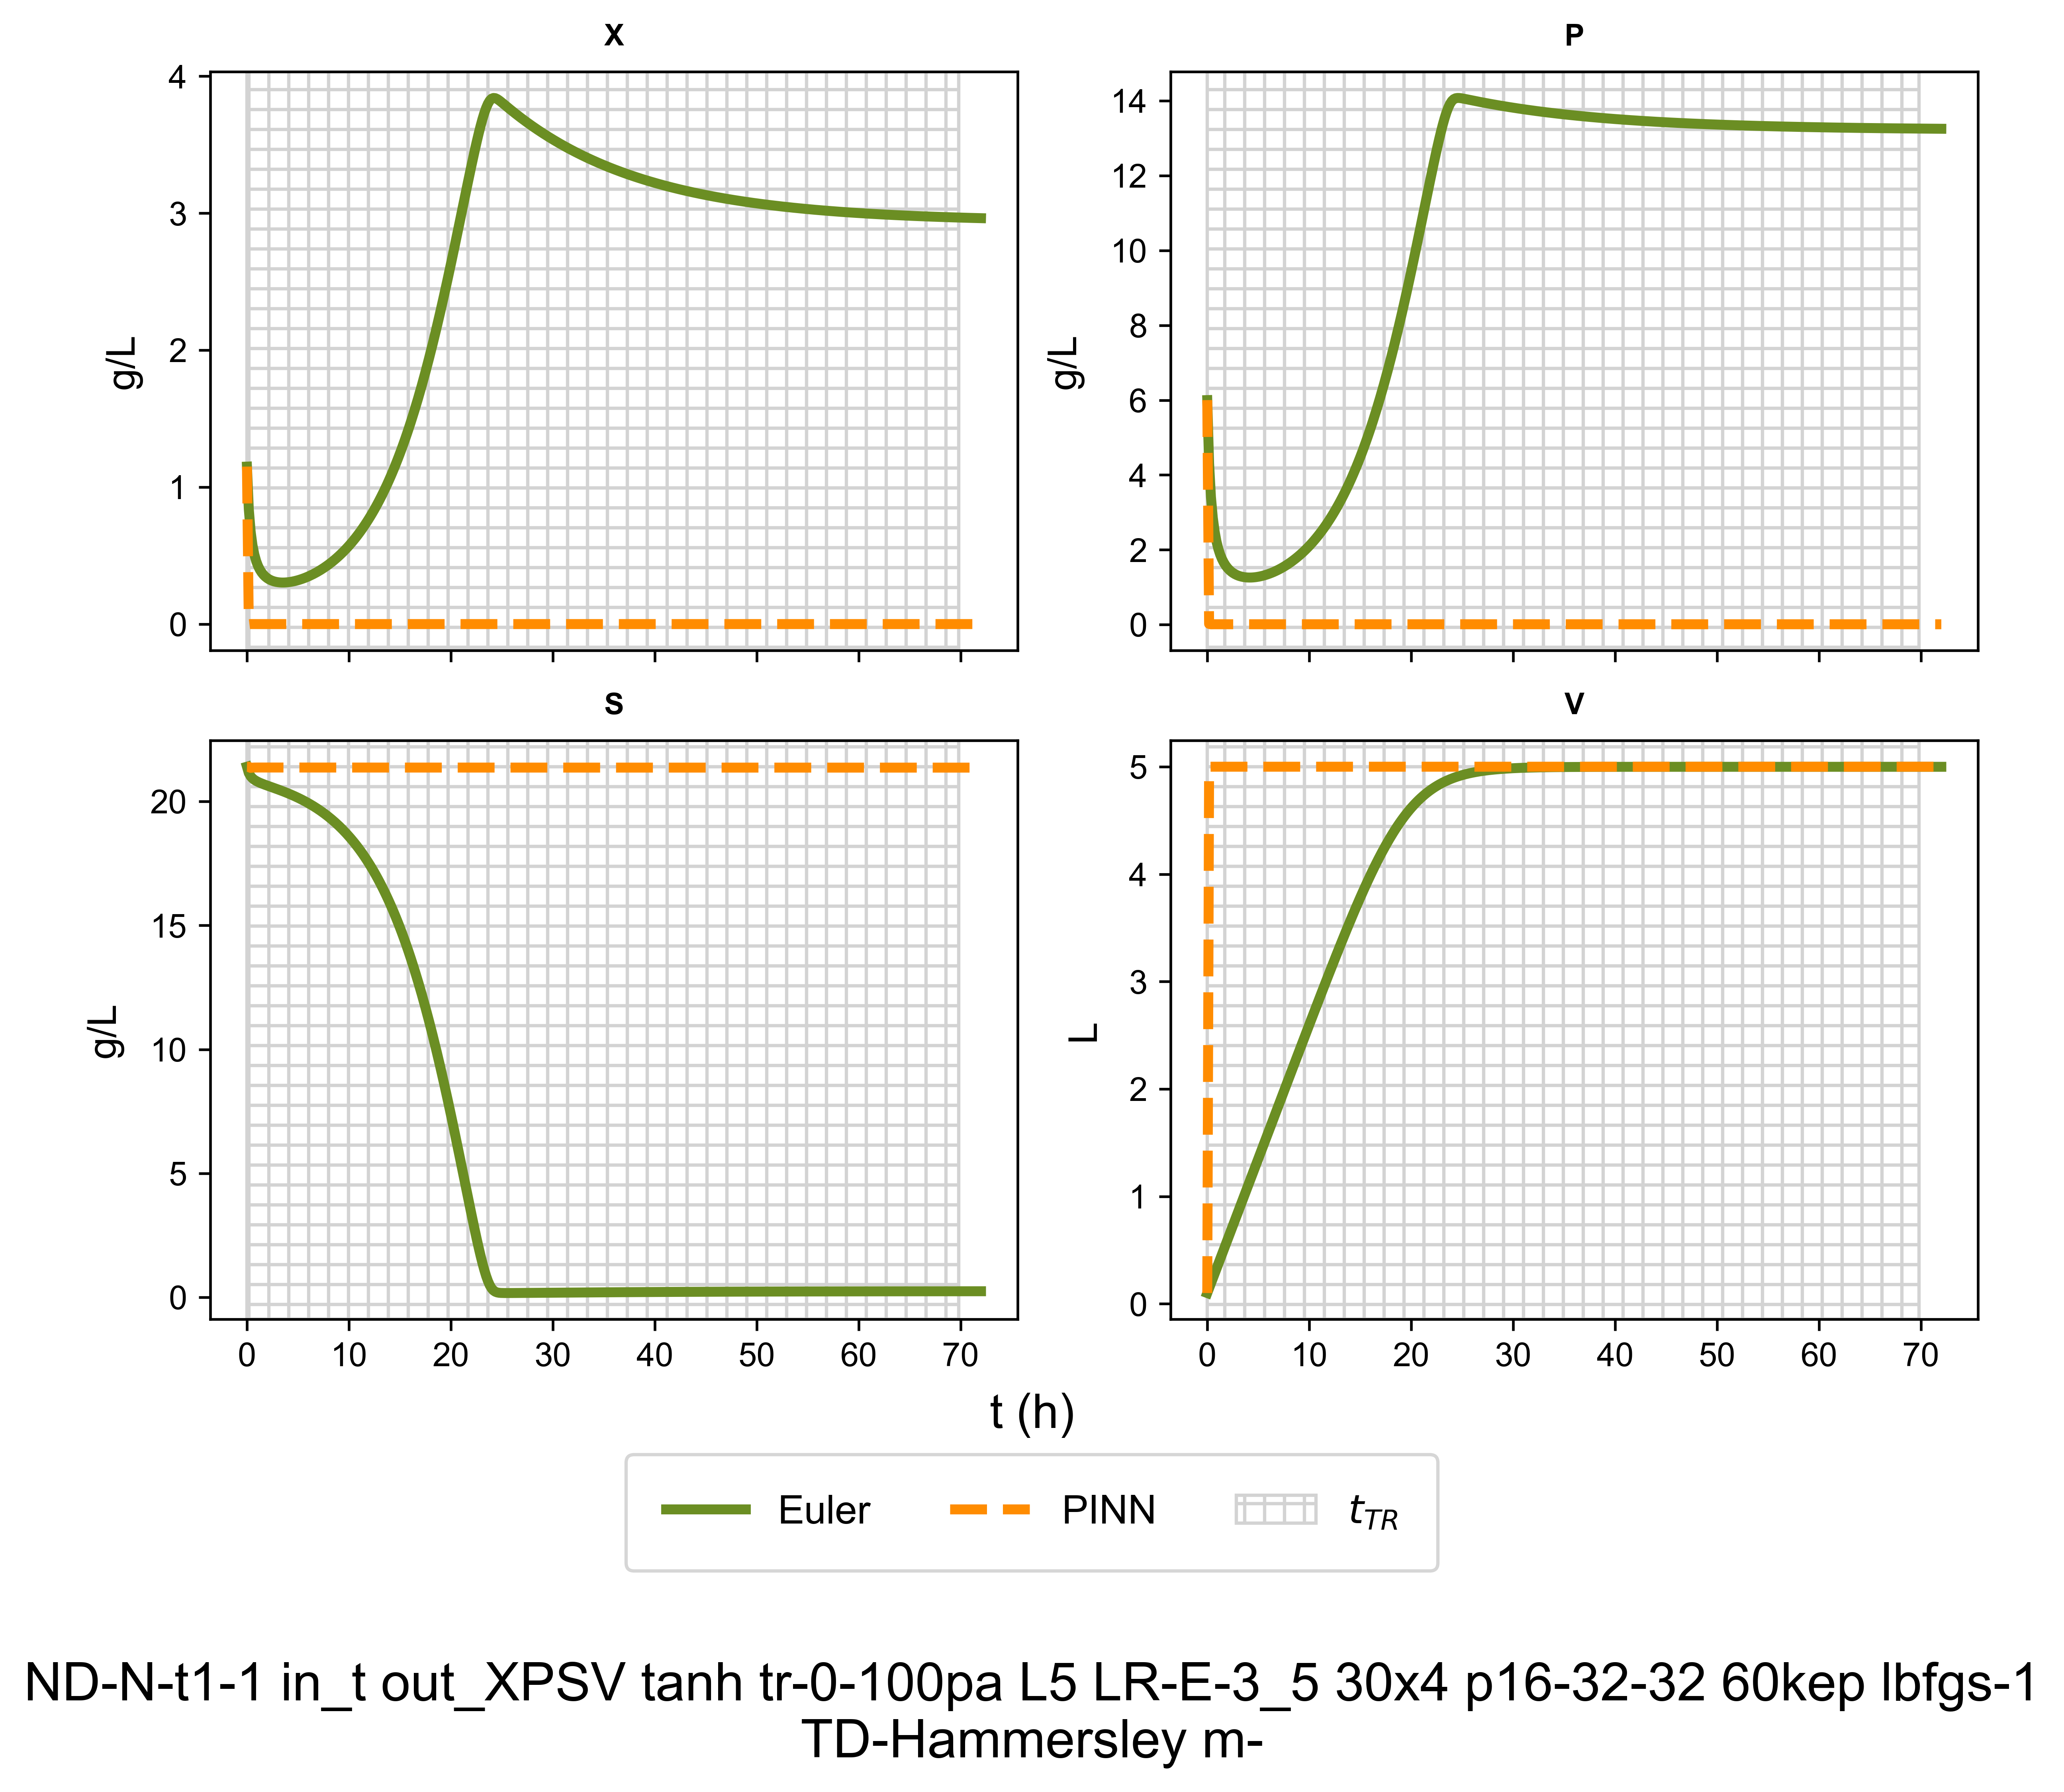 X
P
4
3
2
1
0
g/L
14
12
10
8
6
4
2
0
g/L
S
V
20
15
10
5
0
g/L
0 10 20 30 40 50 60 70
5
4
3
2
1
0
L
0 10 20 30 40 50 60 70
t (h)
Euler PINN t_TR
ND-N-t1-1 in_t out_XPSV tanh tr-0-100pa L5 LR-E-3_5 30x4 p16-32-32 60kep lbfgs-1
TD-Hammersley m-